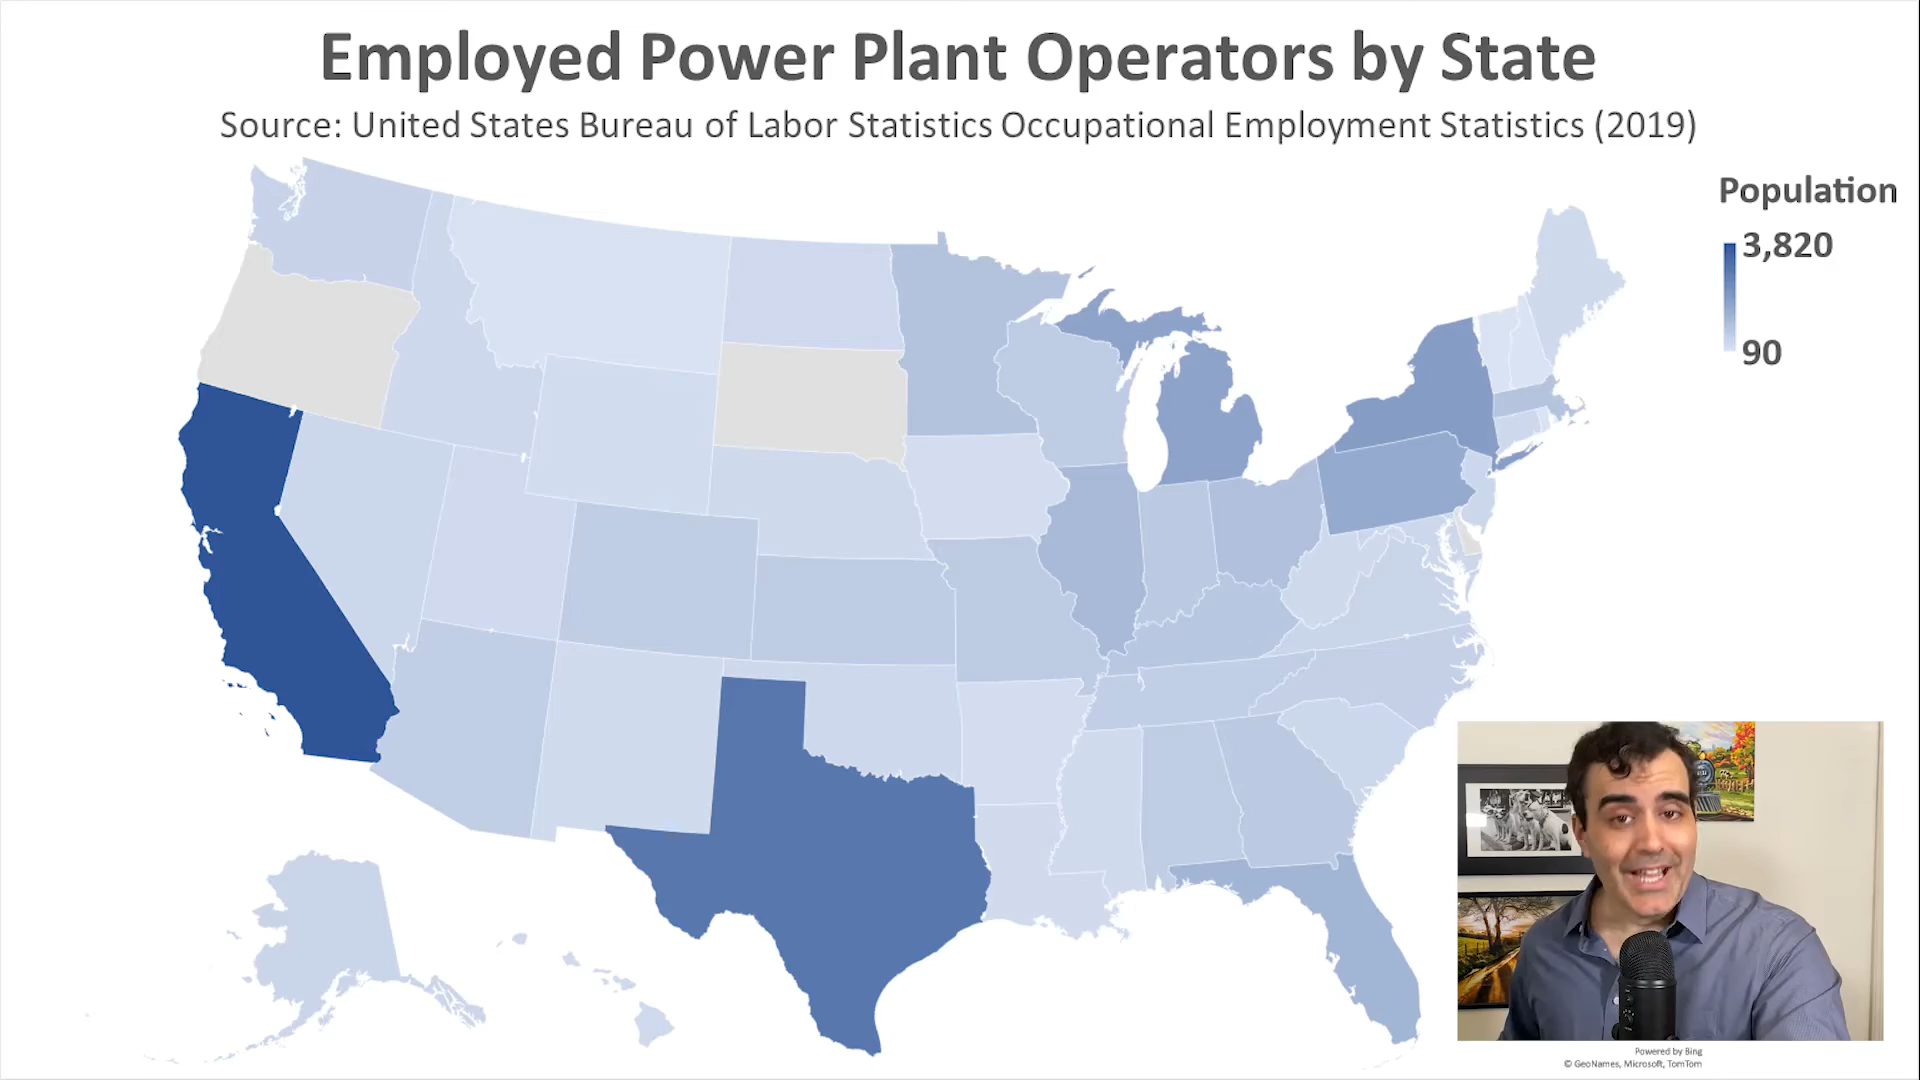 Employed Power Plant Operators by State
Source: United States Bureau of Labor Statistics Occupational Employment Statistics (2019)
Population
3,820
90
Powered by Bing
© GeoNames, Microsoft, TomTom